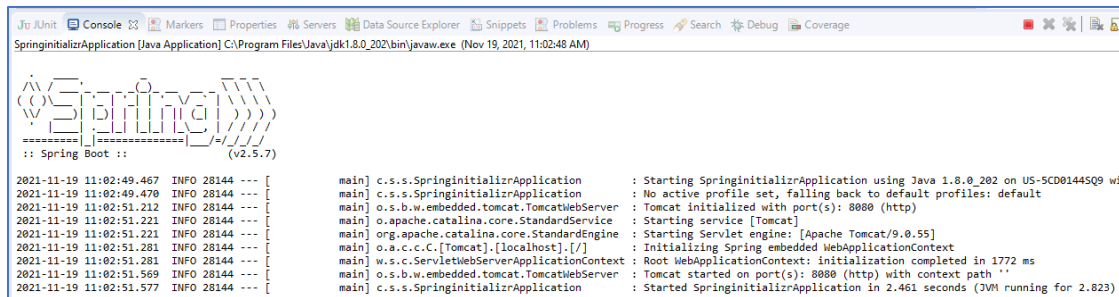 JUnit Console Markers Properties Servers Data Source Explorer Snippets Problems Progress Search Debug Coverage
SpringinitializrApplication [Java Application] C:\Program Files\Java\jdk1.8.0_202\bin\javaw.exe (Nov 19, 2021, 11:02:48 AM)
Spring
:: Spring Boot :: (v2.5.7)
2021-11-19 11:02:49.467 INFO 28144 --- [ main] c.s.s.SpringinitializrApplication : Starting SpringinitializrApplication using Java 1.8.0_202 on US-5CD0144SQ9 wi
2021-11-19 11:02:49.470 INFO 28144 --- [ main] c.s.s.SpringinitializrApplication : No active profile set, falling back to default profiles: default
2021-11-19 11:02:51.212 INFO 28144 --- [ main] o.s.b.w.embedded.tomcat.TomcatWebServer : Tomcat initialized with port(s): 8080 (http)
2021-11-19 11:02:51.221 INFO 28144 --- [ main] o.apache.catalina.core.StandardService : Starting service [Tomcat]
2021-11-19 11:02:51.221 INFO 28144 --- [ main] org.apache.catalina.core.StandardEngine : Starting Servlet engine: [Apache Tomcat/9.0.55]
2021-11-19 11:02:51.281 INFO 28144 --- [ main] o.a.c.c.C.[Tomcat].[localhost].[/] : Initializing Spring embedded WebApplicationContext
2021-11-19 11:02:51.281 INFO 28144 --- [ main] w.s.c.ServletWebServerApplicationContext : Root WebApplicationContext: initialization completed in 1772 ms
2021-11-19 11:02:51.569 INFO 28144 --- [ main] o.s.b.w.embedded.tomcat.TomcatWebServer : Tomcat started on port(s): 8080 (http) with context path ''
2021-11-19 11:02:51.577 INFO 28144 --- [ main] c.s.s.SpringinitializrApplication : Started SpringinitializrApplication in 2.461 seconds (JVM running for 2.823)